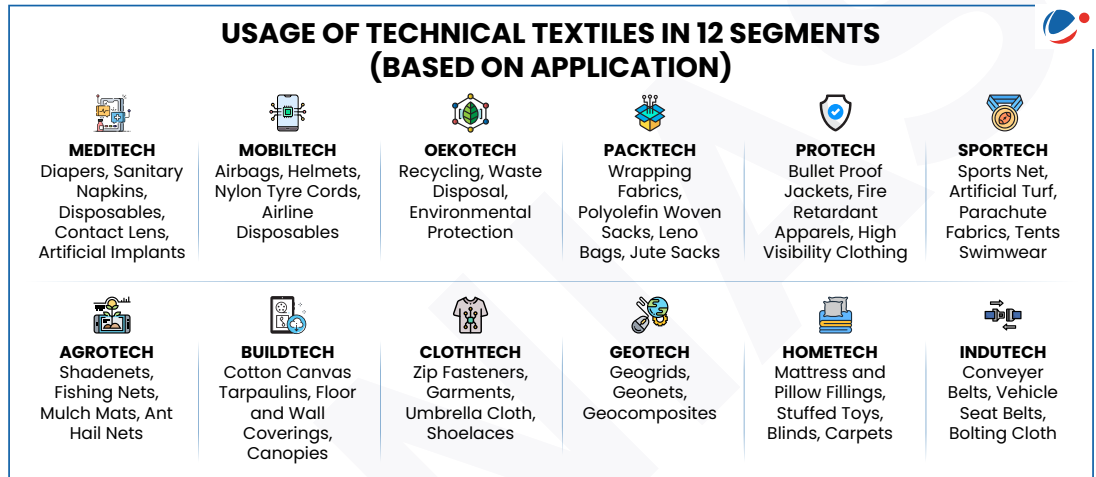 USAGE OF TECHNICAL TEXTILES IN 12 SEGMENTS
(BASED ON APPLICATION)
MEDITECH
Diapers, Sanitary
Napkins,
Disposables,
Contact Lens,
Artificial Implants
MOBILTECH
Airbags, Helmets,
Nylon Tyre Cords,
Airline
Disposables
OEKOTECH
Recycling, Waste
Disposal,
Environmental
Protection
PACKTECH
Wrapping
Fabrics,
Polyolefin Woven
Sacks, Leno
Bags, Jute Sacks
PROTECH
Bullet Proof
Jackets, Fire
Retardant
Apparels, High
Visibility Clothing
SPORTECH
Sports Net,
Artificial Turf,
Parachute
Fabrics, Tents
Swimwear
AGROTECH
Shadenets,
Fishing Nets,
Mulch Mats, Ant
Hail Nets
BUILDTECH
Cotton Canvas
Tarpaulins, Floor
and Wall
Coverings,
Canopies
CLOTHTECH
Zip Fasteners,
Garments,
Umbrella Cloth,
Shoelaces
GEOTECH
Geogrids,
Geonets,
Geocomposites
HOMETECH
Mattress and
Pillow Fillings,
Stuffed Toys,
Blinds, Carpets
INDUTECH
Conveyer
Belts, Vehicle
Seat Belts,
Bolting Cloth